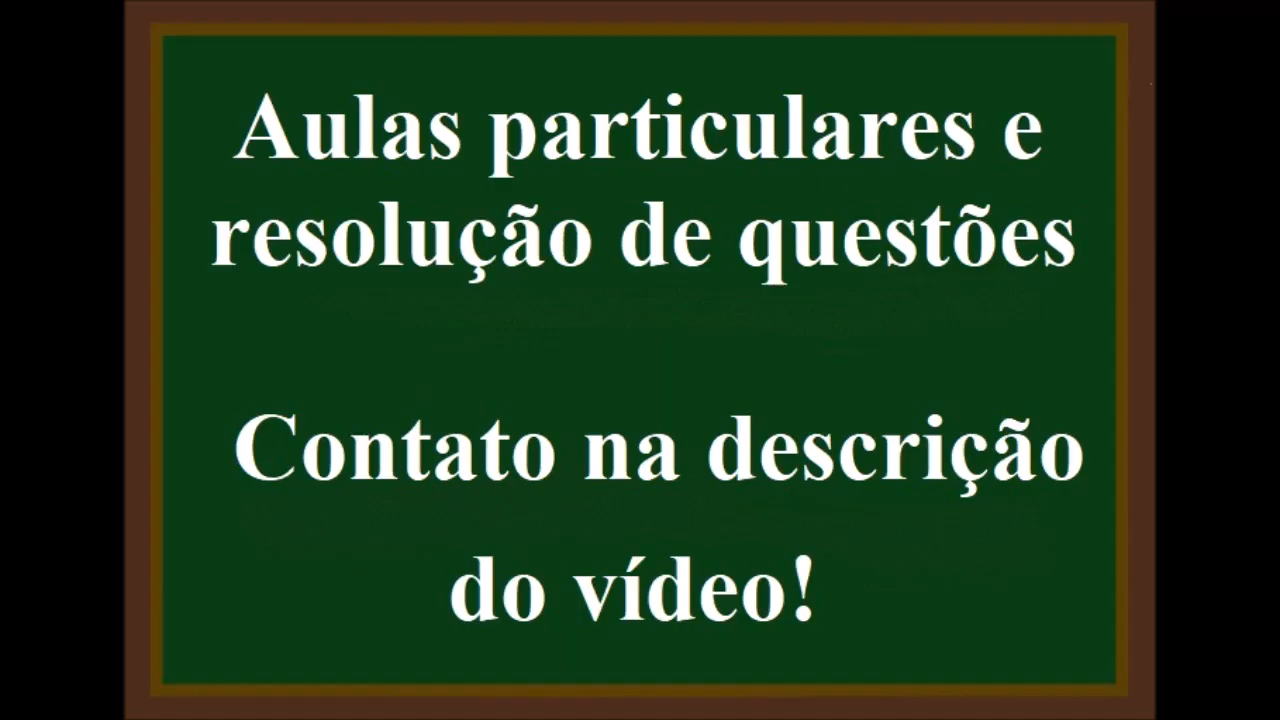 Aulas particulares e
resolução de questões
Contato na descrição
do vídeo!